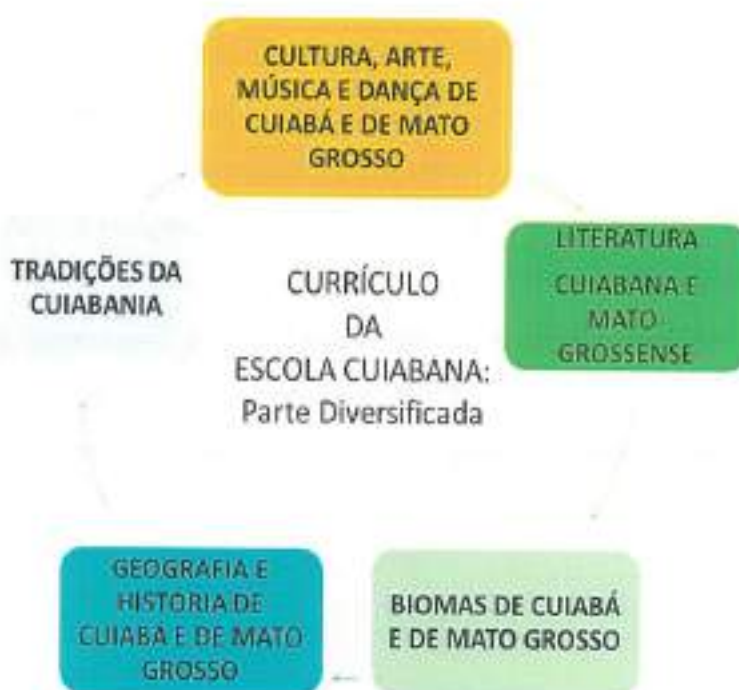 CULTURA, ARTE,
MÚSICA E DANÇA DE
CUIABÁ E DE MATO
GROSSO
LITERATURA
CUIABANA E
MATO
GROSSENSE
TRADIÇÕES DA
CUIABANIA
CURRÍCULO
DA
ESCOLA CUIABANA:
Parte Diversificada
GEOGRAFIA E
HISTÓRIA DE
CUIABÁ E DE MATO
GROSSO
BIOMAS DE CUIABÁ
E DE MATO GROSSO